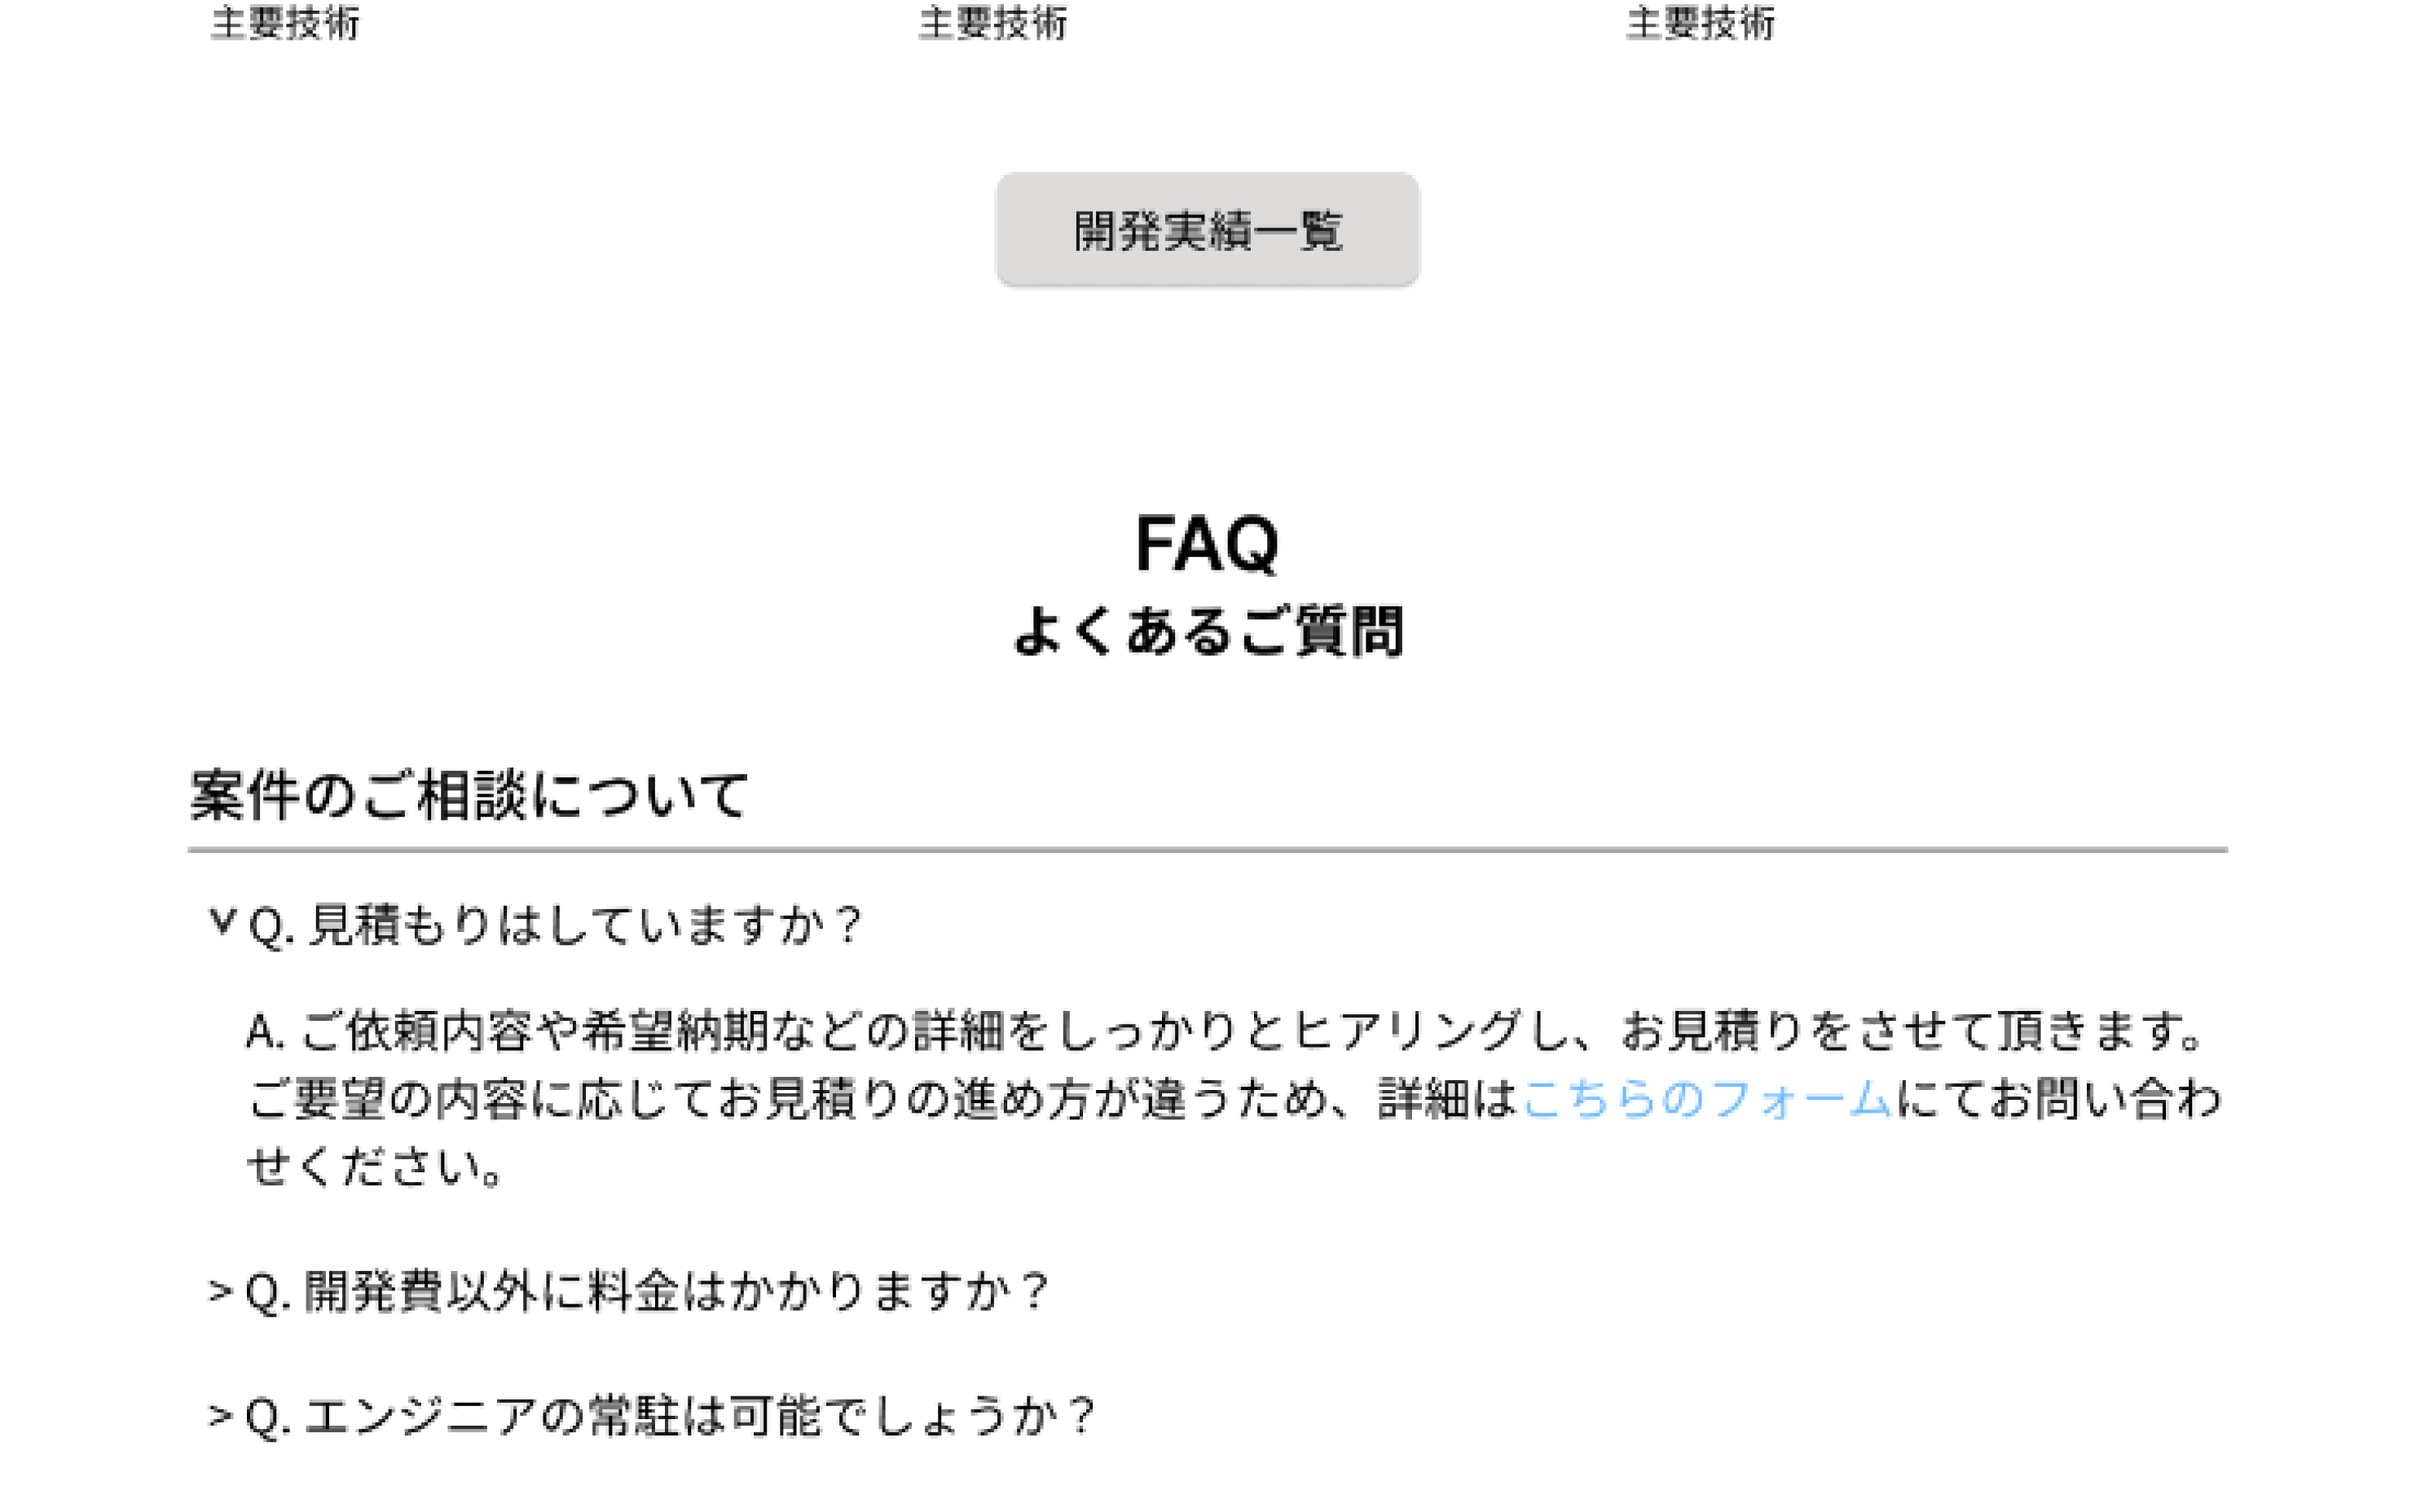 主要技術 主要技術 主要技術
開発実績一覧
FAQ
よくあるご質問
案件のご相談について
∨ Q. 見積もりはしていますか？
A. ご依頼内容や希望納期などの詳細をしっかりとヒアリングし、お見積りをさせて頂きます。
ご要望の内容に応じてお見積りの進め方が違うため、詳細はこちらのフォームにてお問い合わ
せください。
> Q. 開発費以外に料金はかかりますか？
> Q. エンジニアの常駐は可能でしょうか？